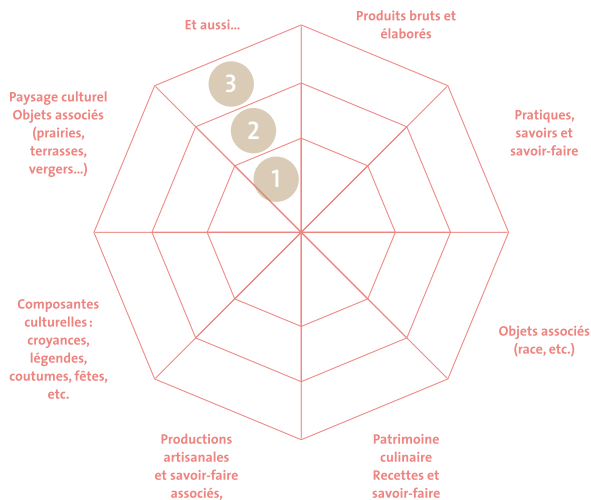 Et aussi...
Produits bruts et
élaborés
3
2
1
Paysage culturel
Objets associés
(prairies,
terrasses,
vergers...)
Pratiques,
savoirs et
savoir-faire
Composantes
culturelles :
croyances,
légendes,
coutumes, fêtes,
etc.
Objets associés
(race, etc.)
Productions
artisanales
et savoir-faire
associés,
Patrimoine
culinaire
Recettes et
savoir-faire